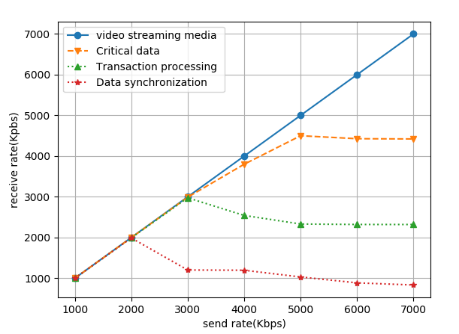 7000
6000
5000
4000
3000
2000
1000
receive rate(Kpbs)
video streaming media
Critical data
Transaction processing
Data synchronization
1000 2000 3000 4000 5000 6000 7000
send rate(Kbps)